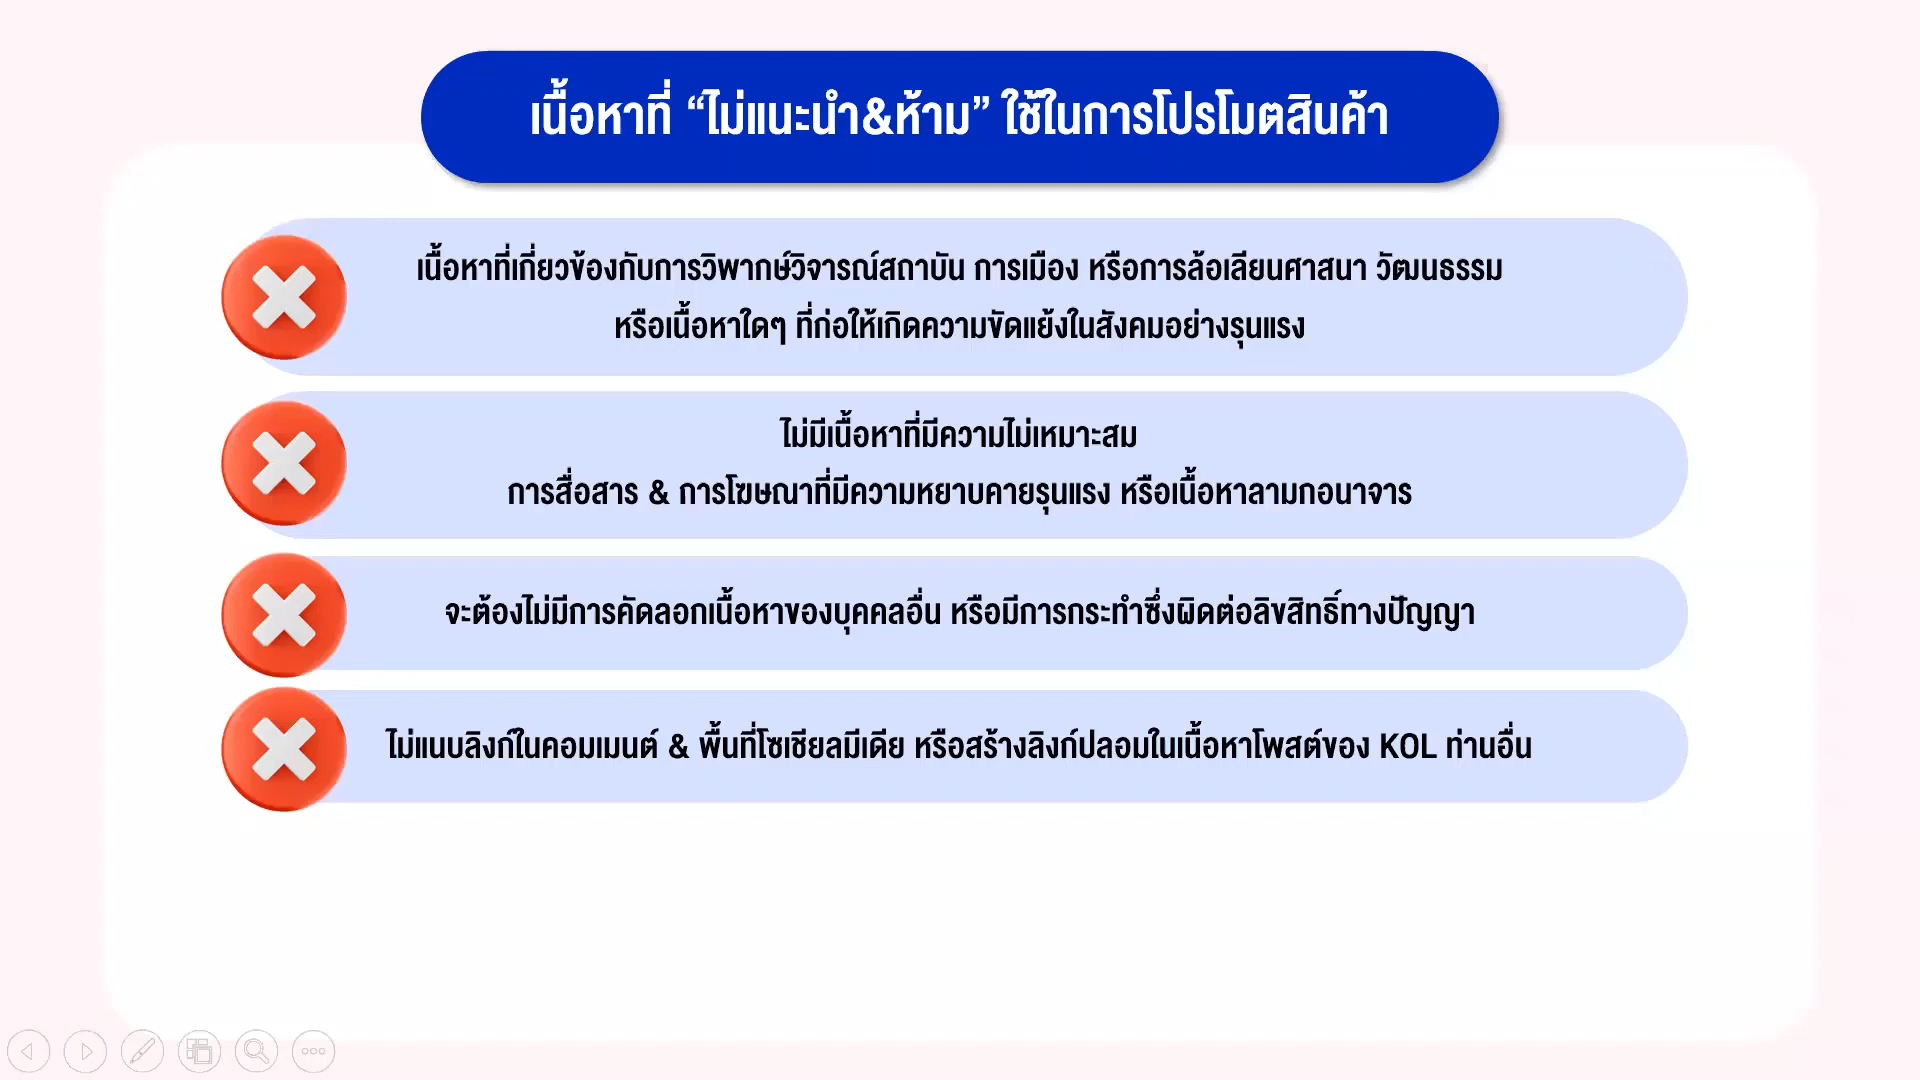 เนื้อหาที่ “ไม่แนะนำ&ห้าม” ใช้ในการโปรโมตสินค้า
เนื้อหาที่เกี่ยวข้องกับการวิพากษ์วิจารณ์สถาบัน การเมือง หรือการล้อเลียนศาสนา วัฒนธรรม
หรือเนื้อหาใดๆ ที่ก่อให้เกิดความขัดแย้งในสังคมอย่างรุนแรง
ไม่มีเนื้อหาที่มีความไม่เหมาะสม
การสื่อสาร & การโฆษณาที่มีความหยาบคายรุนแรง หรือเนื้อหาลามกอนาจาร
จะต้องไม่มีการคัดลอกเนื้อหาของบุคคลอื่น หรือมีการกระทำซึ่งผิดต่อลิขสิทธิ์ทางปัญญา
ไม่แนบลิงก์ในคอมเมนต์ & พื้นที่โซเชียลมีเดีย หรือสร้างลิงก์ปลอมในเนื้อหาโพสต์ของ KOL ท่านอื่น